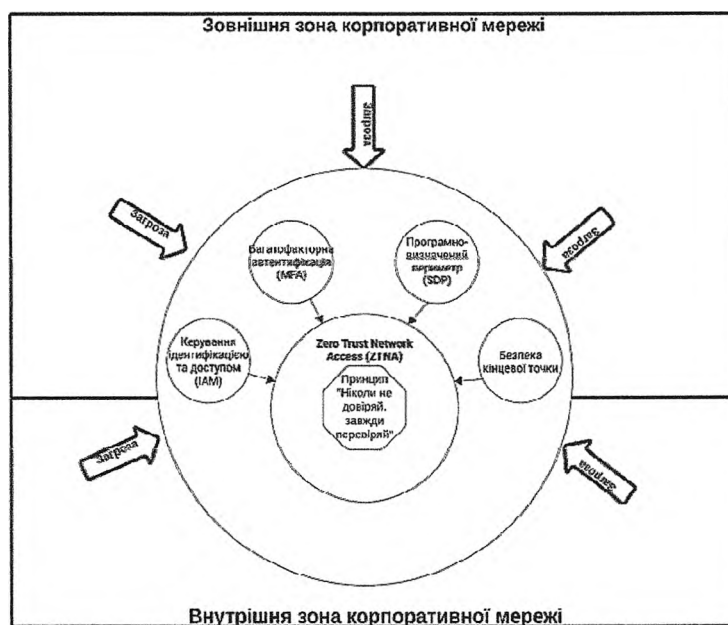 Зовнішня зона корпоративної мережі
Загроза
Загроза
Загроза
Багатофакторна
автентифікація
(MFA)
Програмно-
визначений
периметр
(SDP)
Керування
ідентифікацією
та доступом
(IAM)
Zero Trust Network
Access (ZTNA)
Принцип
"Ніколи не
довіряй,
завжди
перевіряй"
Безпека
кінцевої точки
Загроза
Загроза
Внутрішня зона корпоративної мережі